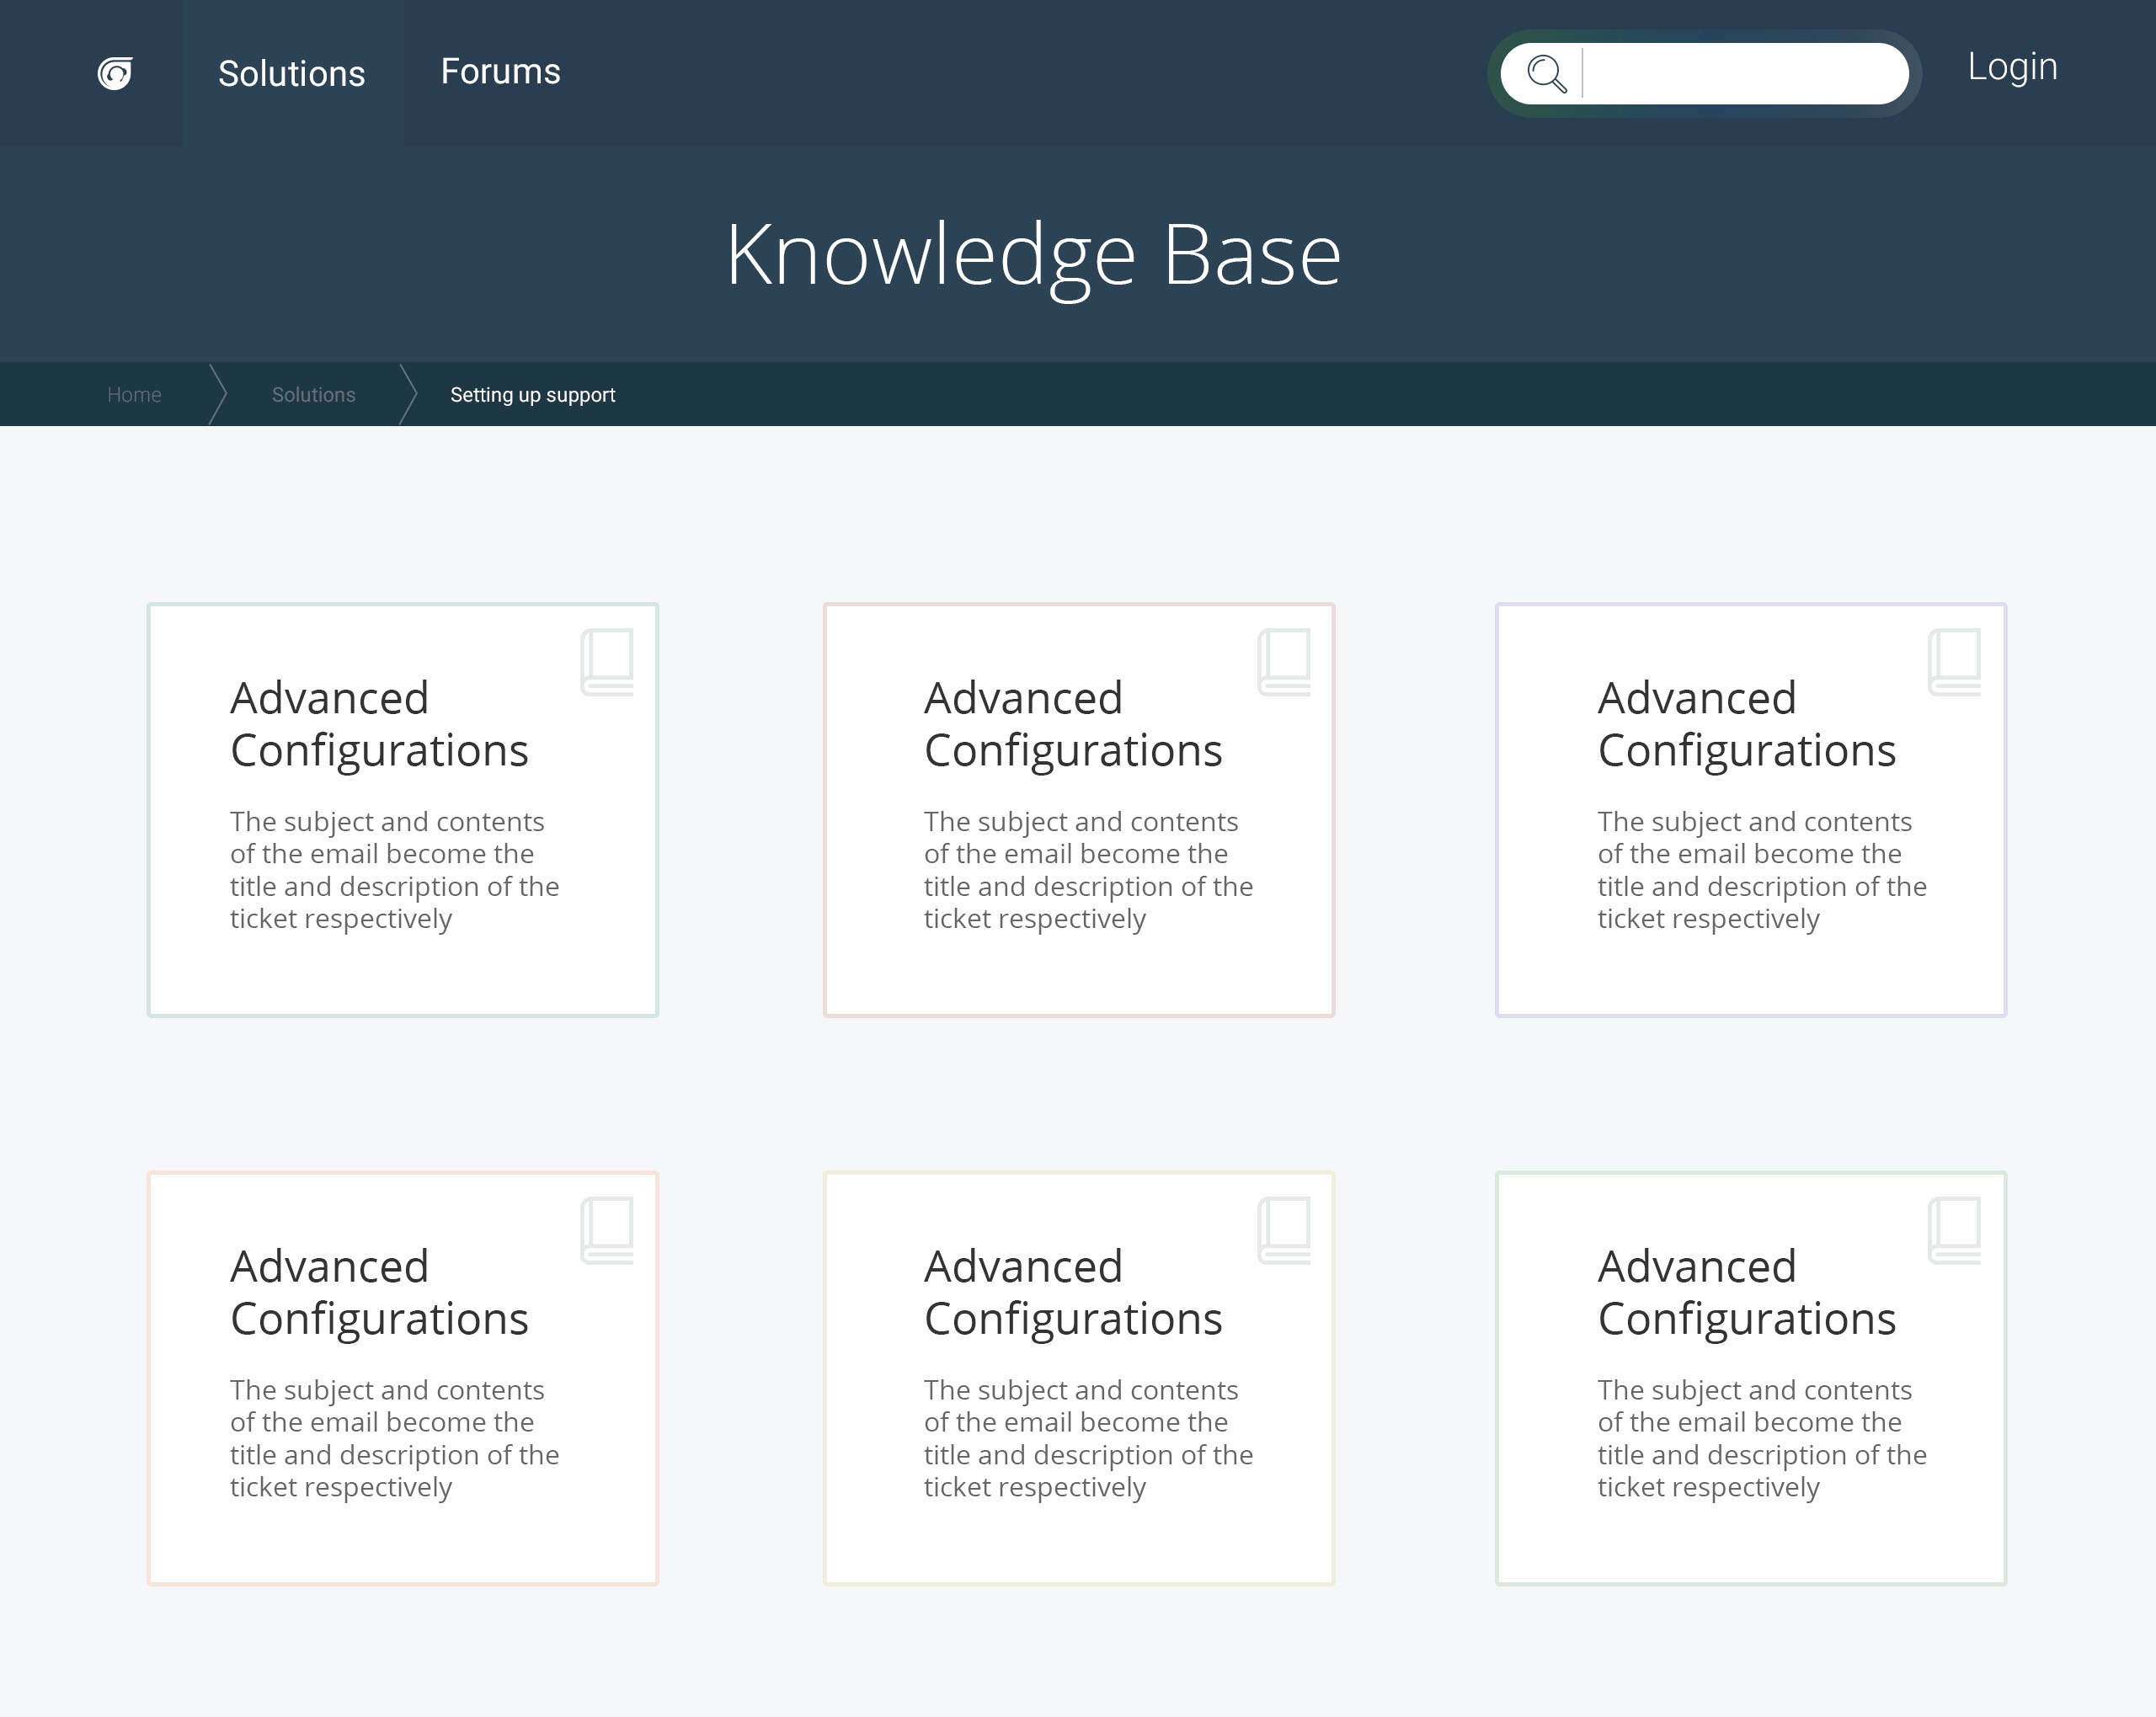 Solutions
Forums
Login
Knowledge Base
Home
Solutions
Setting up support
Advanced
Configurations
The subject and contents
of the email become the
title and description of the
ticket respectively
Advanced
Configurations
The subject and contents
of the email become the
title and description of the
ticket respectively
Advanced
Configurations
The subject and contents
of the email become the
title and description of the
ticket respectively
Advanced
Configurations
The subject and contents
of the email become the
title and description of the
ticket respectively
Advanced
Configurations
The subject and contents
of the email become the
title and description of the
ticket respectively
Advanced
Configurations
The subject and contents
of the email become the
title and description of the
ticket respectively